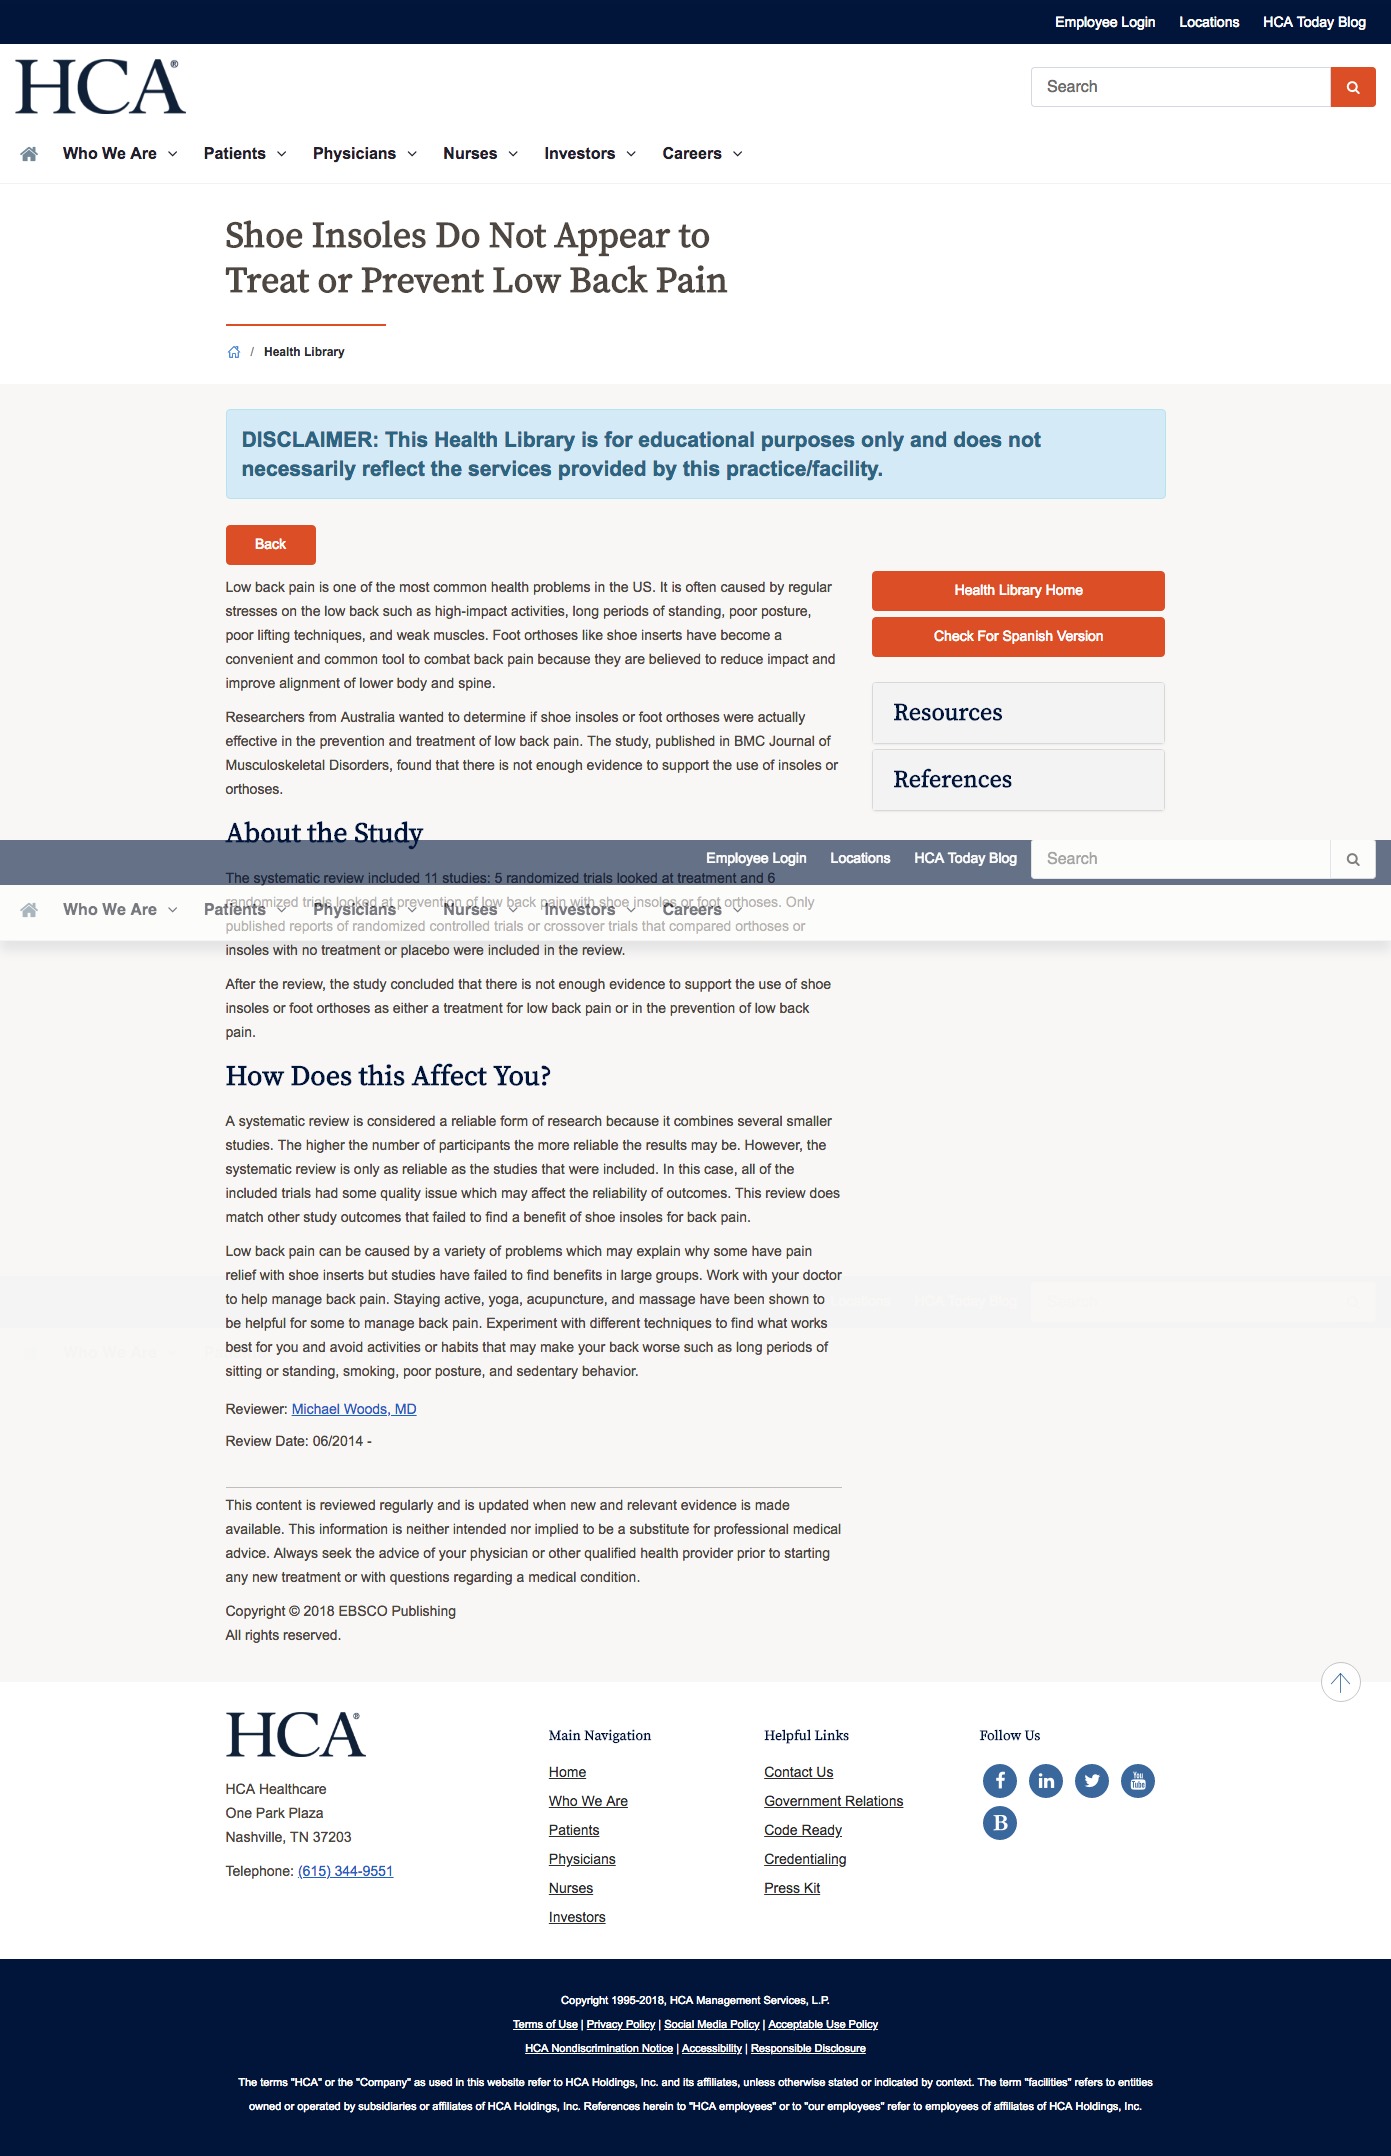 Employee Login Locations HCA Today Blog
HCA®
Search
Who We Are Patients Physicians Nurses Investors Careers
Shoe Insoles Do Not Appear to
Treat or Prevent Low Back Pain
/ Health Library
DISCLAIMER: This Health Library is for educational purposes only and does not
necessarily reflect the services provided by this practice/facility.
Back
Low back pain is one of the most common health problems in the US. It is often caused by regular
stresses on the low back such as high-impact activities, long periods of standing, poor posture,
poor lifting techniques, and weak muscles. Foot orthoses like shoe inserts have become a
convenient and common tool to combat back pain because they are believed to reduce impact and
improve alignment of lower body and spine.
Researchers from Australia wanted to determine if shoe insoles or foot orthoses were actually
effective in the prevention and treatment of low back pain. The study, published in BMC Journal of
Musculoskeletal Disorders, found that there is not enough evidence to support the use of insoles or
orthoses.
Health Library Home
Check For Spanish Version
Resources
References
About the Study
Employee Login Locations HCA Today Blog Search
The systematic review included 11 studies: 5 randomized trials looked at treatment and 6
randomized trials looked at prevention of low back pain with shoe insoles or foot orthoses. Only
Who We Are Patients Physicians Nurses Investors Careers
published reports of randomized controlled trials or crossover trials that compared orthoses or
insoles with no treatment or placebo were included in the review.
After the review, the study concluded that there is not enough evidence to support the use of shoe
insoles or foot orthoses as either a treatment for low back pain or in the prevention of low back
pain.
How Does this Affect You?
A systematic review is considered a reliable form of research because it combines several smaller
studies. The higher the number of participants the more reliable the results may be. However, the
systematic review is only as reliable as the studies that were included. In this case, all of the
included trials had some quality issue which may affect the reliability of outcomes. This review does
match other study outcomes that failed to find a benefit of shoe insoles for back pain.
Low back pain can be caused by a variety of problems which may explain why some have pain
relief with shoe inserts but studies have failed to find benefits in large groups. Work with your doctor
to help manage back pain. Staying active, yoga, acupuncture, and massage have been shown to
be helpful for some to manage back pain. Experiment with different techniques to find what works
best for you and avoid activities or habits that may make your back worse such as long periods of
sitting or standing, smoking, poor posture, and sedentary behavior.
Reviewer: Michael Woods, MD
Review Date: 06/2014 -
This content is reviewed regularly and is updated when new and relevant evidence is made
available. This information is neither intended nor implied to be a substitute for professional medical
advice. Always seek the advice of your physician or other qualified health provider prior to starting
any new treatment or with questions regarding a medical condition.
Copyright © 2018 EBSCO Publishing
All rights reserved.
HCA®
HCA Healthcare
One Park Plaza
Nashville, TN 37203
Telephone: (615) 344-9551
Main Navigation
Home
Who We Are
Patients
Physicians
Nurses
Investors
Helpful Links
Contact Us
Government Relations
Code Ready
Credentialing
Press Kit
Follow Us
You Tube
B
Copyright 1995-2018, HCA Management Services, L.P.
Terms of Use | Privacy Policy | Social Media Policy | Acceptable Use Policy
HCA Nondiscrimination Notice | Accessibility | Responsible Disclosure
The terms "HCA" or the "Company" as used in this website refer to HCA Holdings, Inc. and its affiliates, unless otherwise stated or indicated by context. The term "facilities" refers to entities
owned or operated by subsidiaries or affiliates of HCA Holdings, Inc. References herein to "HCA employees" or to "our employees" refer to employees of affiliates of HCA Holdings, Inc.